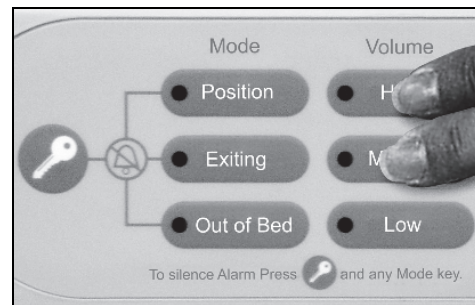 Mode Volume
Position H
Exiting M
Out of Bed Low
To silence Alarm Press and any Mode key.